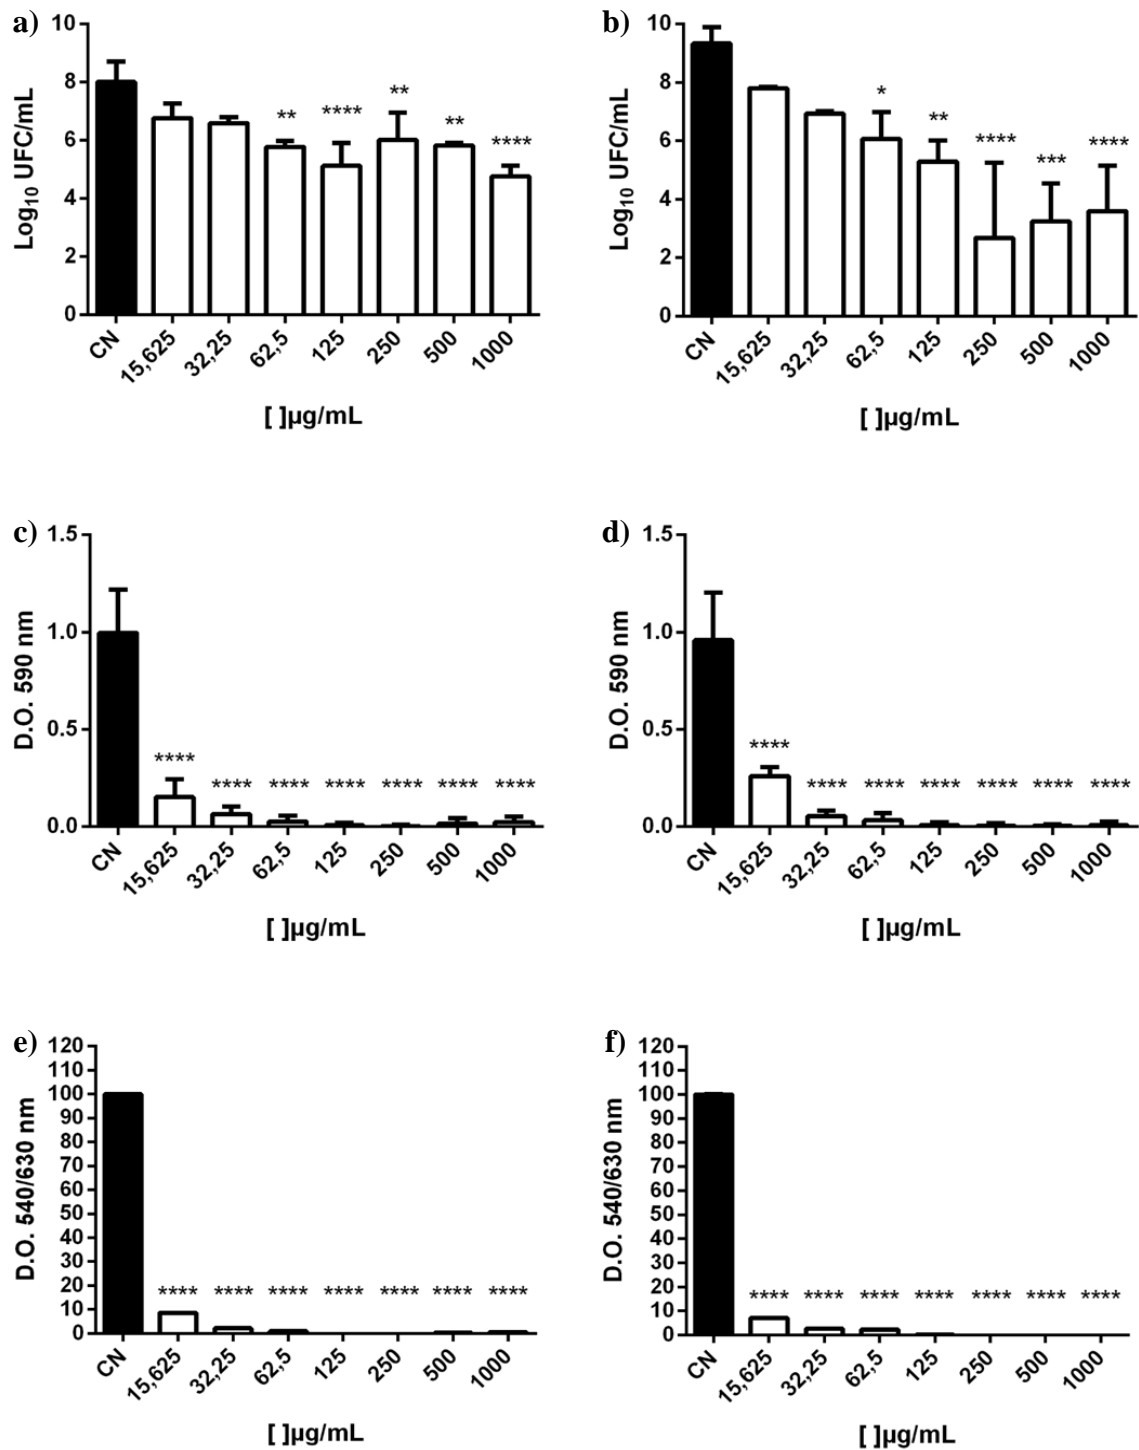 a)
Log10 UFC/mL
10
8
6
4
2
0
** **** ** ** ****
CN 15,625 32,25 62,5 125 250 500 1000
[ ]µg/mL
b)
Log10 UFC/mL
10
8
6
4
2
0
* ** **** *** ****
CN 15,625 32,25 62,5 125 250 500 1000
[ ]µg/mL
c)
D.O. 590 nm
1.5
1.0
0.5
0.0
**** **** **** **** **** **** ****
CN 15,625 32,25 62,5 125 250 500 1000
[ ]µg/mL
d)
D.O. 590 nm
1.5
1.0
0.5
0.0
**** **** **** **** **** **** ****
CN 15,625 32,25 62,5 125 250 500 1000
[ ]µg/mL
e)
D.O. 540/630 nm
120
110
100
90
80
70
60
50
40
30
20
10
0
**** **** **** **** **** **** ****
CN 15,625 32,25 62,5 125 250 500 1000
[ ]µg/mL
f)
D.O. 540/630 nm
120
110
100
90
80
70
60
50
40
30
20
10
0
**** **** **** **** **** **** ****
CN 15,625 32,25 62,5 125 250 500 1000
[ ]µg/mL